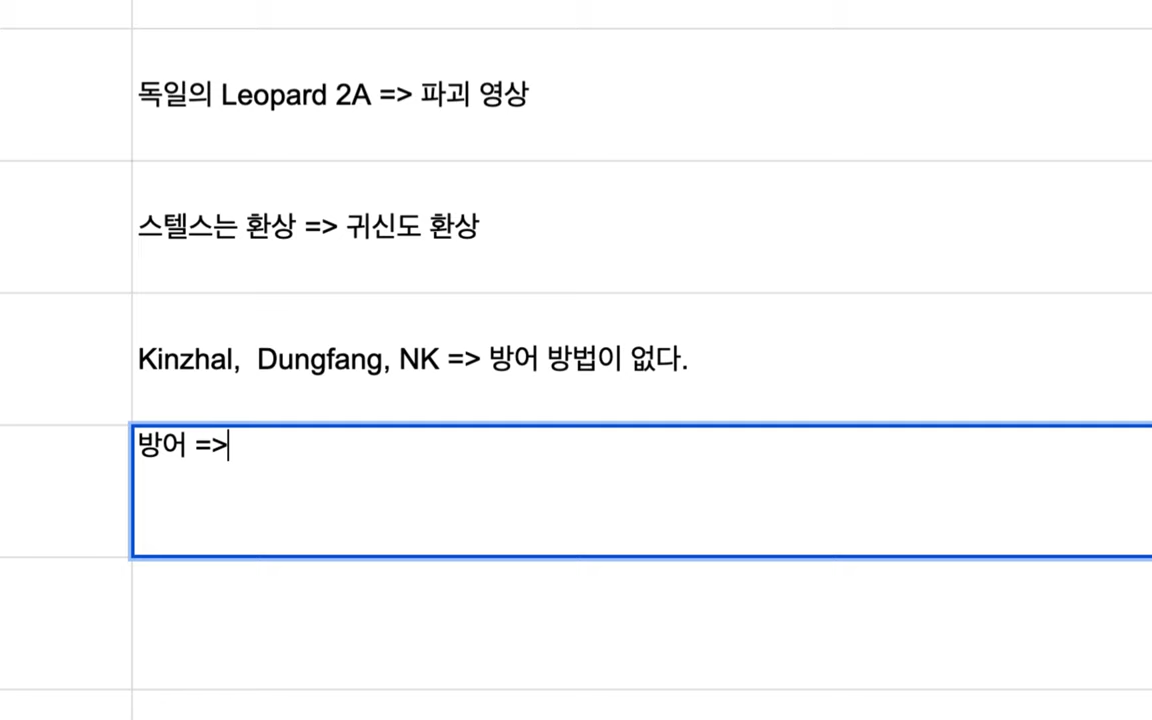 독일의 Leopard 2A => 파괴 영상
스텔스는 환상 => 귀신도 환상
Kinzhal,  Dungfang, NK => 방어 방법이 없다.
방어 =>